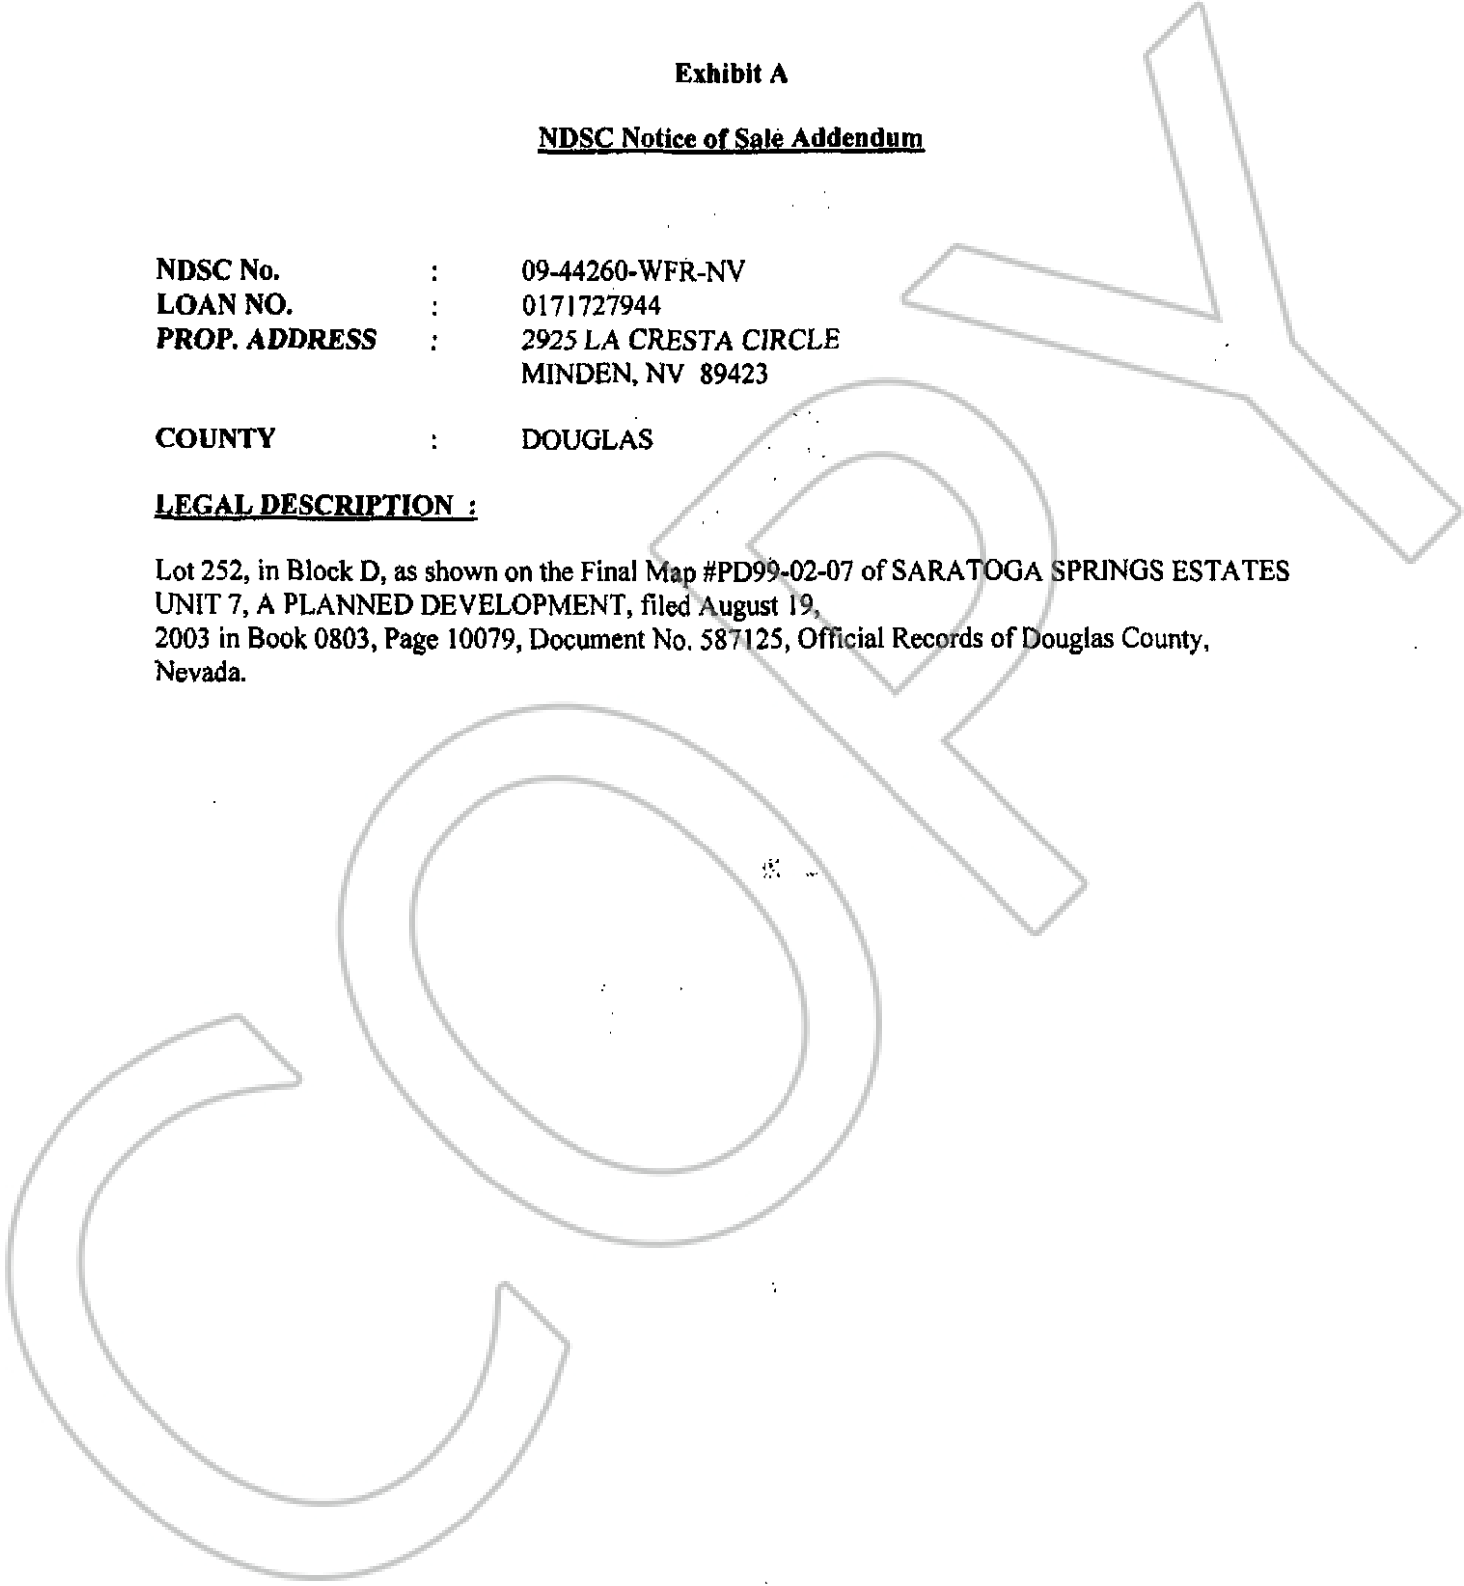 Exhibit A
NDSC Notice of Sale Addendum
NDSC No. : 09-44260-WFR-NV
LOAN NO. : 0171727944
PROP. ADDRESS : 2925 LA CRESTA CIRCLE
MINDEN, NV 89423
COUNTY : DOUGLAS
LEGAL DESCRIPTION :
Lot 252, in Block D, as shown on the Final Map #PD99-02-07 of SARATOGA SPRINGS ESTATES
UNIT 7, A PLANNED DEVELOPMENT, filed August 19,
2003 in Book 0803, Page 10079, Document No. 587125, Official Records of Douglas County,
Nevada.
COPY